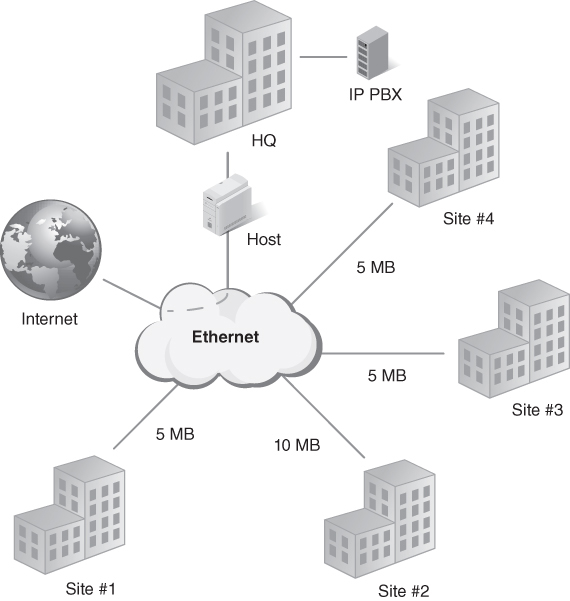 IP PBX
HQ
Site #4
Host
5 MB
Internet
Ethernet
5 MB
Site #3
5 MB
10 MB
Site #1
Site #2